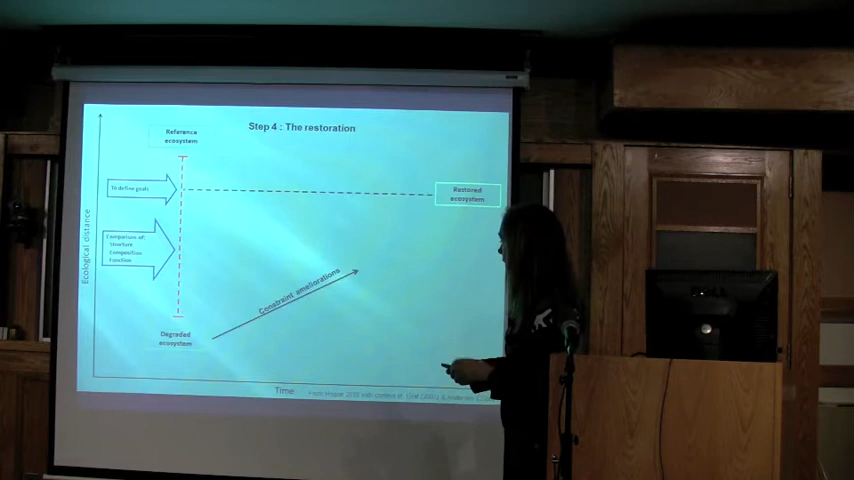 Step 4 : The restoration
Reference
ecosystem
To define goals
Restored
ecosystem
Comparison of:
Structure
Composition
Function
Ecological distance
Constraint ameliorations
Degraded
ecosystem
Time